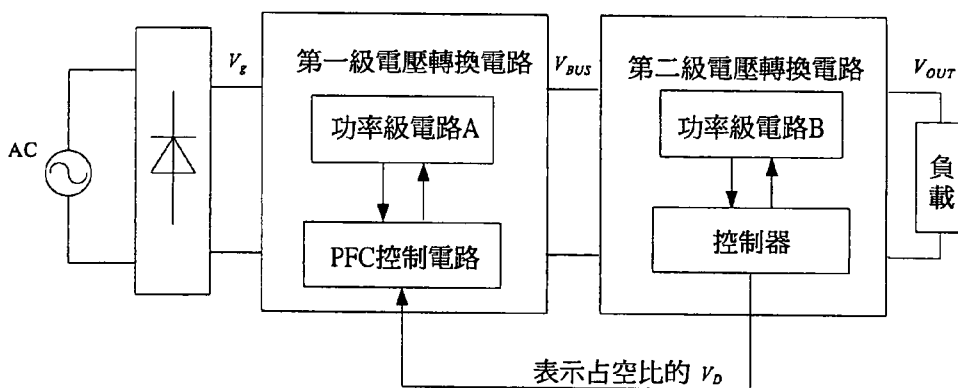 V_g
第一級電壓轉換電路
V_BUS
第二級電壓轉換電路
V_OUT
功率級電路A
功率級電路B
AC
負載
PFC控制電路
控制器
表示占空比的 V_D